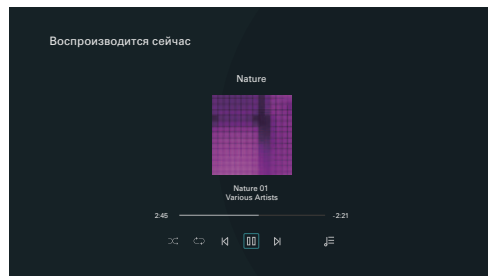 Воспроизводится сейчас
Nature
Nature 01
Various Artists
2:45
-2:21